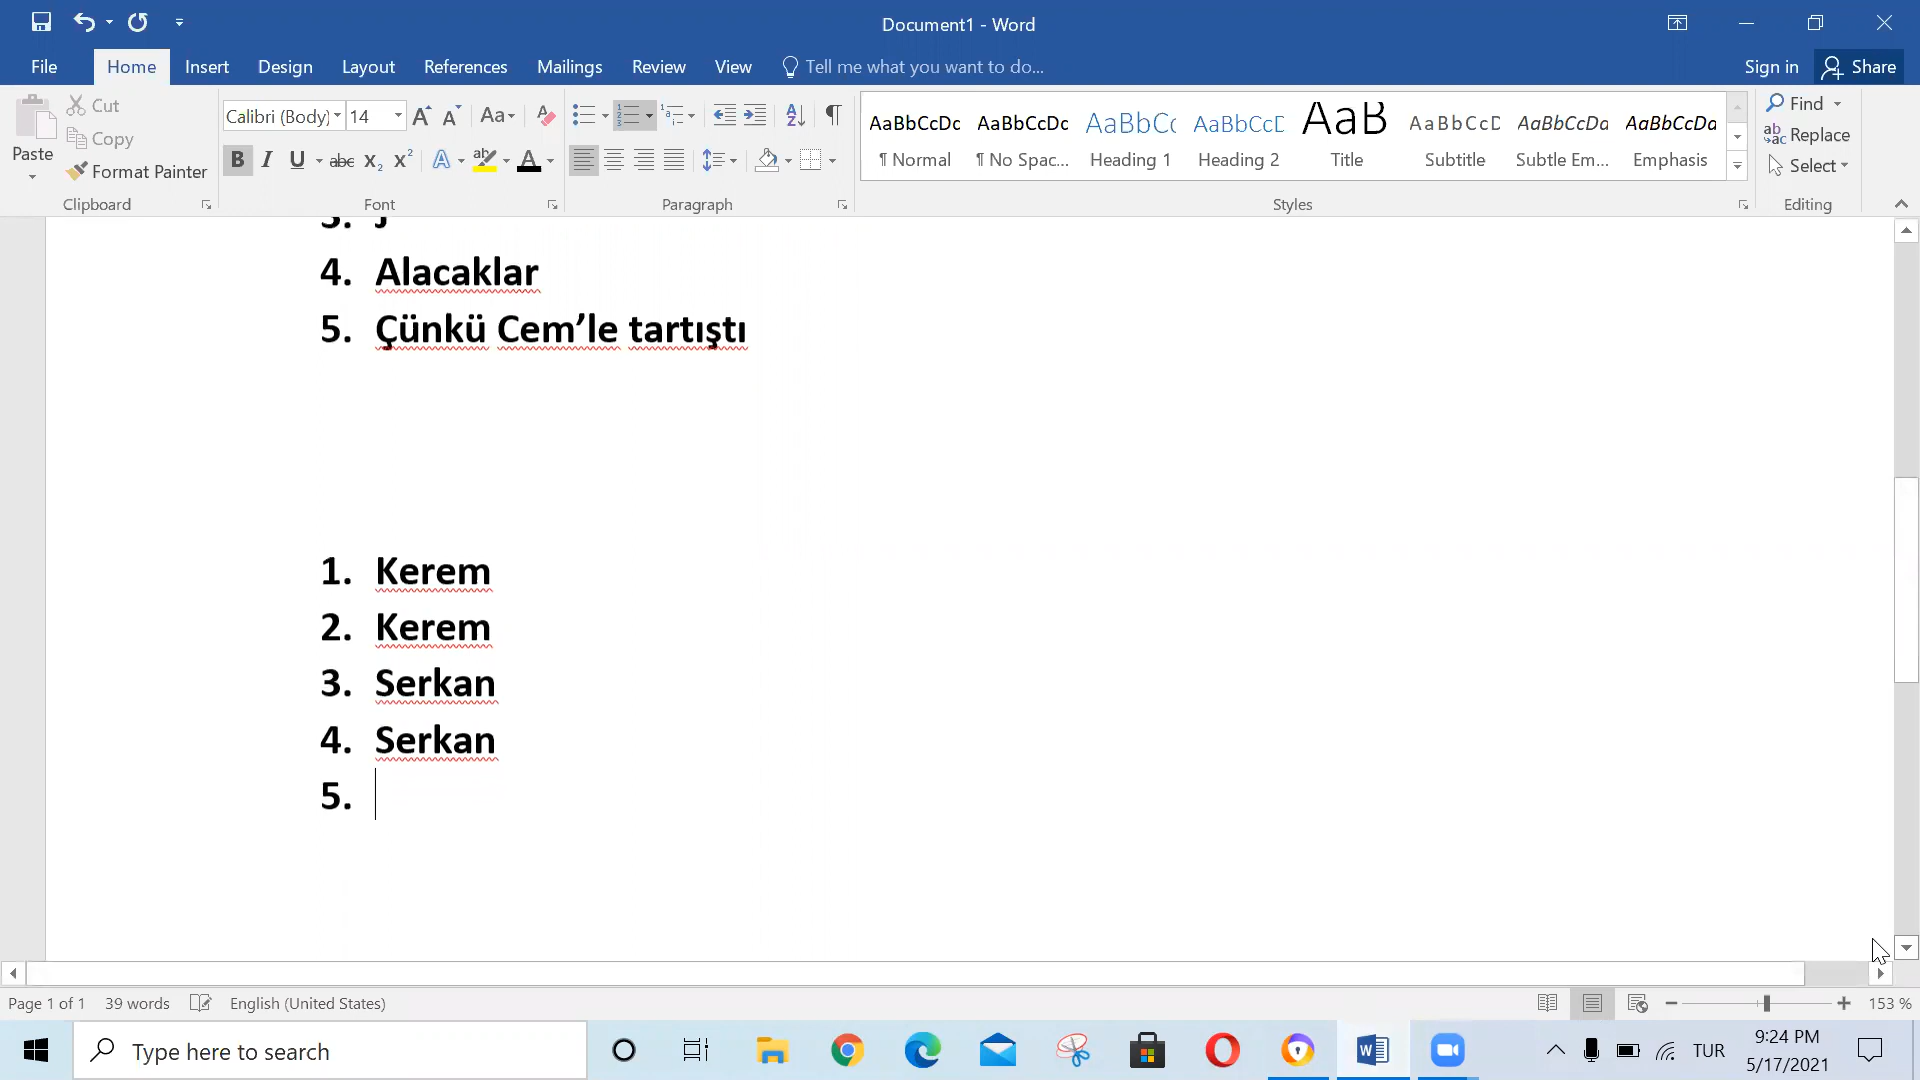 Document1 - Word
File Home Insert Design Layout References Mailings Review View Tell me what you want to do... Sign in Share
Cut
Copy
Format Painter
Paste
Clipboard
Calibri (Body) 14
Font
Paragraph
AaBbCcDc AaBbCcDc AaBbCc AaBbCcD AaB AaBbCcD AaBbCcDa AaBbCcDa
¶ Normal ¶ No Spac... Heading 1 Heading 2 Title Subtitle Subtle Em... Emphasis
Styles
Find
Replace
Select
Editing
4. Alacaklar
5. Çünkü Cem’le tartıştı
1. Kerem
2. Kerem
3. Serkan
4. Serkan
5.
Page 1 of 1 39 words English (United States) 153 %
Type here to search
TUR
9:24 PM
5/17/2021